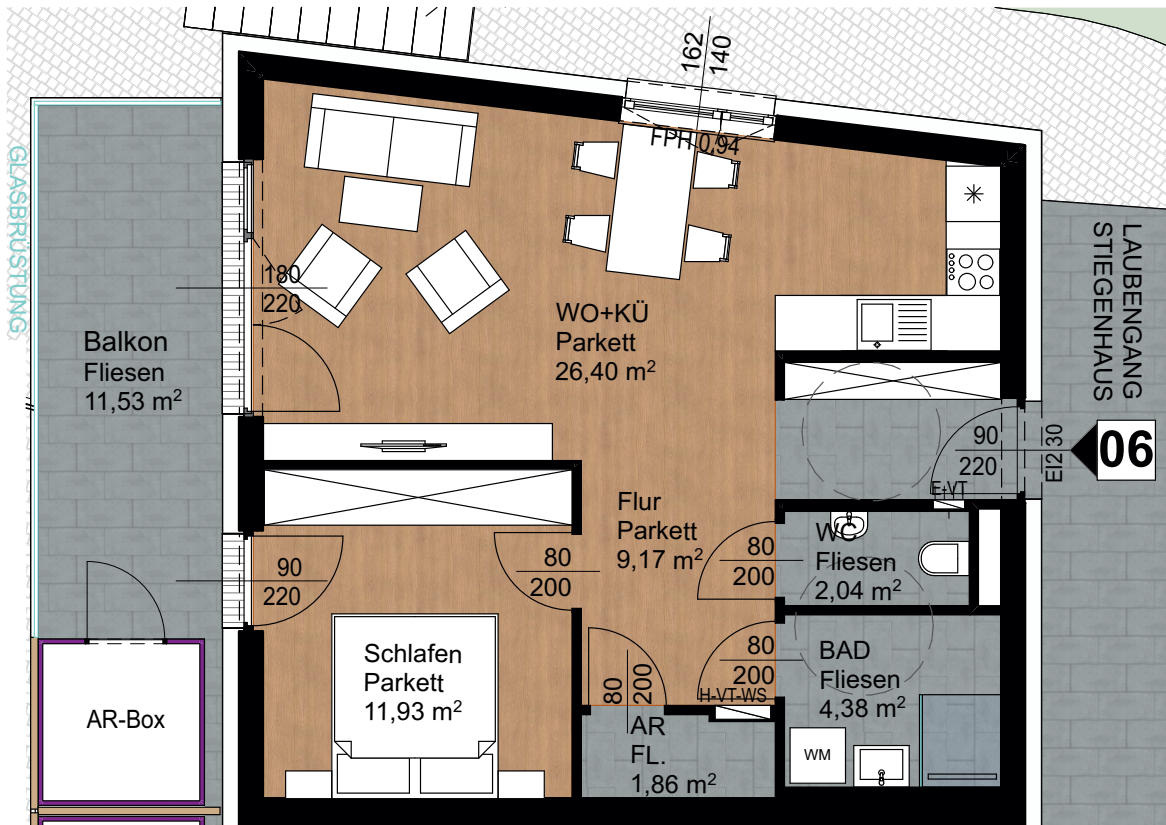 162
140
FPH 0,94
GLASBRÜSTUNG
180
220
Balkon
Fliesen
11,53 m²
WO+KÜ
Parkett
26,40 m²
LAUBENGANG
STIEGENHAUS
06
90
220
EI2 30
E+VT
Flur
Parkett
9,17 m²
WC
Fliesen
2,04 m²
80
200
80
200
90
220
Schlafen
Parkett
11,93 m²
80
200
80
200
H-VT-WS
BAD
Fliesen
4,38 m²
AR
FL.
1,86 m²
WM
AR-Box